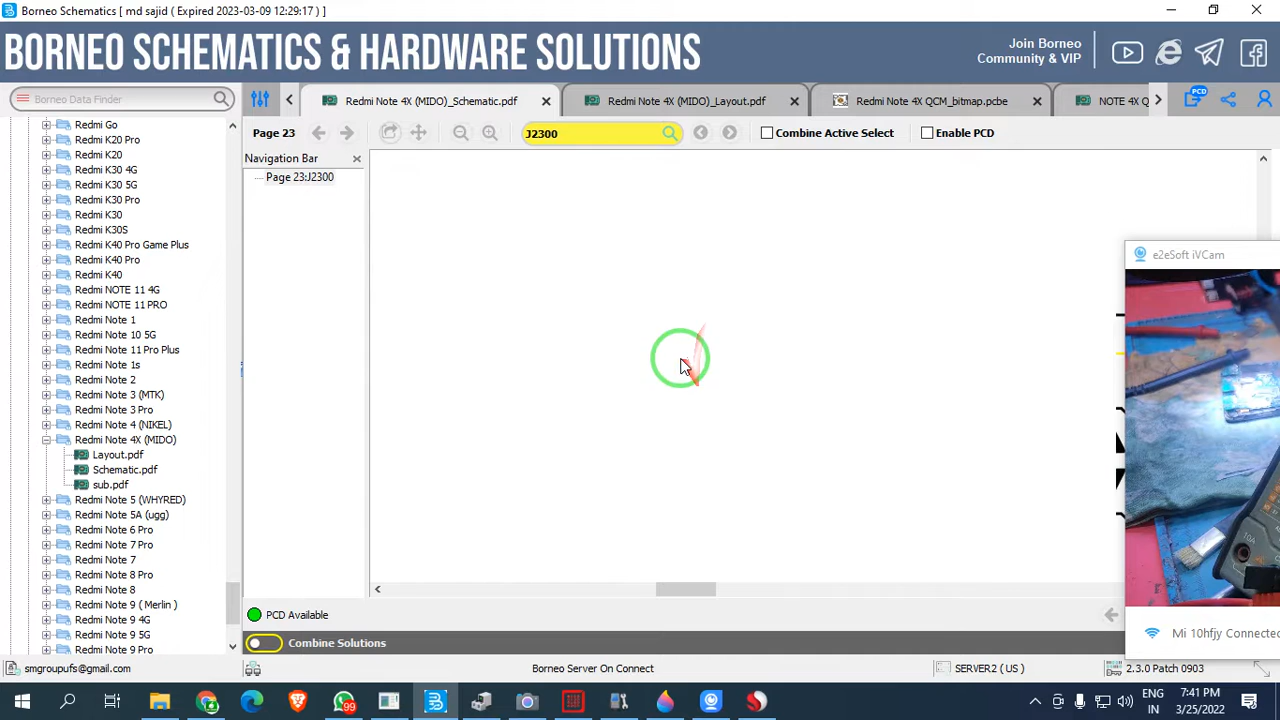 Borneo Schematics [ md sajid ( Expired 2023-03-09 12:29:17 ) ]
BORNEO SCHEMATICS & HARDWARE SOLUTIONS
Join Borneo
Community & VIP
Borneo Data Finder
Redmi Note 4X (MIDO)_Schematic.pdf
Redmi Note 4X (MIDO)_Layout.pdf
Redmi Note 4X QCM_bitmap.pcbe
NOTE 4X Q
PCD
Page 23
J2300
Combine Active Select
Enable PCD
Navigation Bar
Page 23:J2300
Redmi Go
Redmi K20 Pro
Redmi K20
Redmi K30 4G
Redmi K30 5G
Redmi K30 Pro
Redmi K30
Redmi K30S
Redmi K40 Pro Game Plus
Redmi K40 Pro
Redmi K40
Redmi NOTE 11 4G
Redmi NOTE 11 PRO
Redmi Note 1
Redmi Note 10 5G
Redmi Note 11 Pro Plus
Redmi Note 1s
Redmi Note 2
Redmi Note 3 (MTK)
Redmi Note 3 Pro
Redmi Note 4 (NIKEL)
Redmi Note 4X (MIDO)
Layout.pdf
Schematic.pdf
sub.pdf
Redmi Note 5 (WHYRED)
Redmi Note 5A (ugg)
Redmi Note 6 Pro
Redmi Note 7 Pro
Redmi Note 7
Redmi Note 8 Pro
Redmi Note 8
Redmi Note 9 ( Merlin )
Redmi Note 9 4G
Redmi Note 9 5G
Redmi Note 9 Pro
e2eSoft iVCam
10A
Mi 10hfjy Connected
PCD Available
Combine Solutions
smgroupufs@gmail.com
Borneo Server On Connect
SERVER2 ( US )
2.3.0 Patch 0903
99
ENG
IN
7:41 PM
3/25/2022